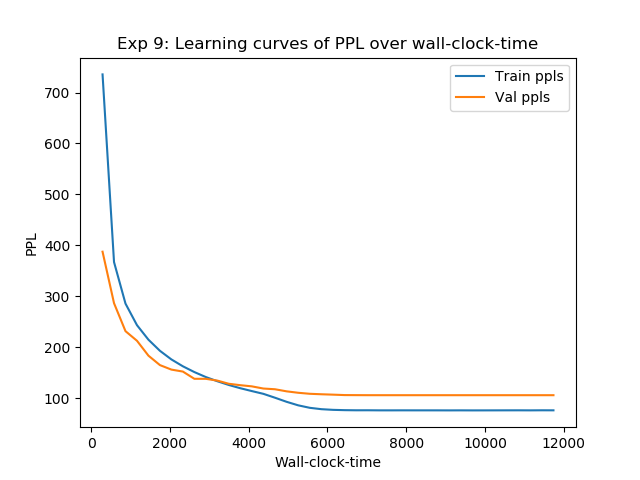 Exp 9: Learning curves of PPL over wall-clock-time
Train ppls
Val ppls
PPL
700
600
500
400
300
200
100
0 2000 4000 6000 8000 10000 12000
Wall-clock-time